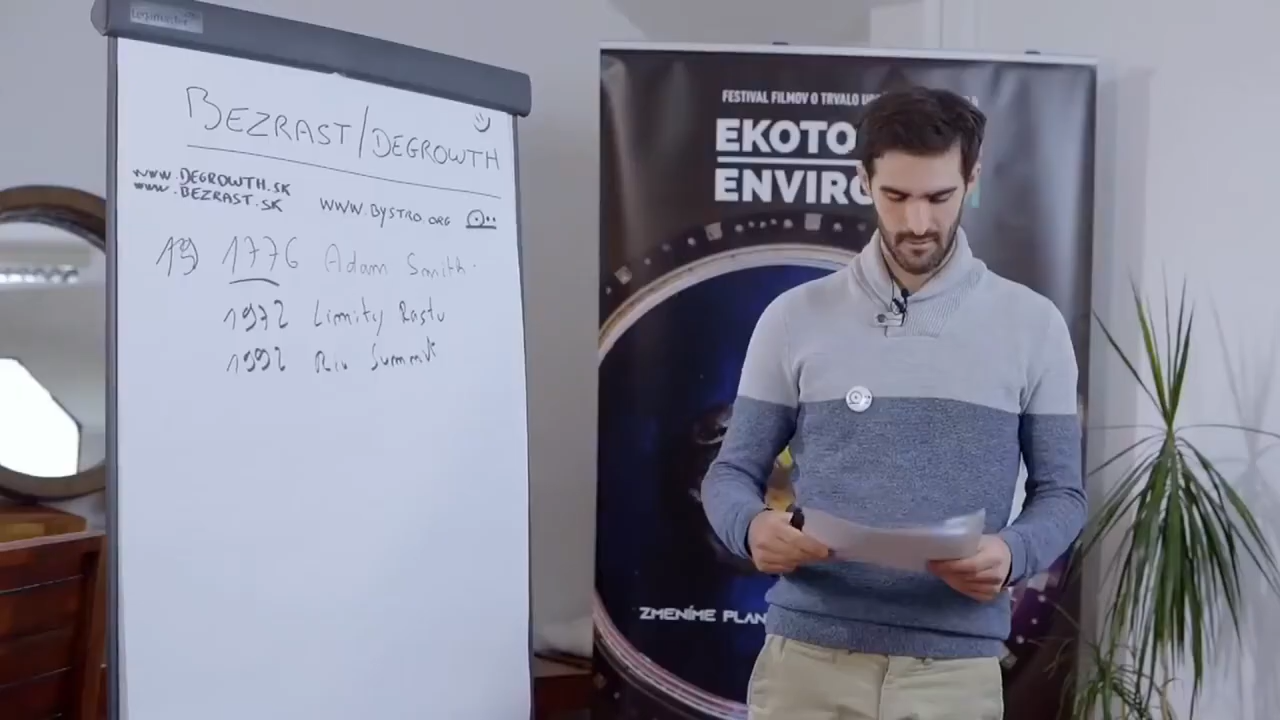 Legamaster
BEZRAST/DEGROWTH
WWW.DEGROWTH.SK
WWW.BEZRAST.SK
WWW.BYSTRO.ORG
19 1776 Adam Smith
1972 Limity Rastu
1992 Rio Summit
FESTIVAL FILMOV O TRVALO
EKOTO
ENVIRO
ZMENÍME PLAN